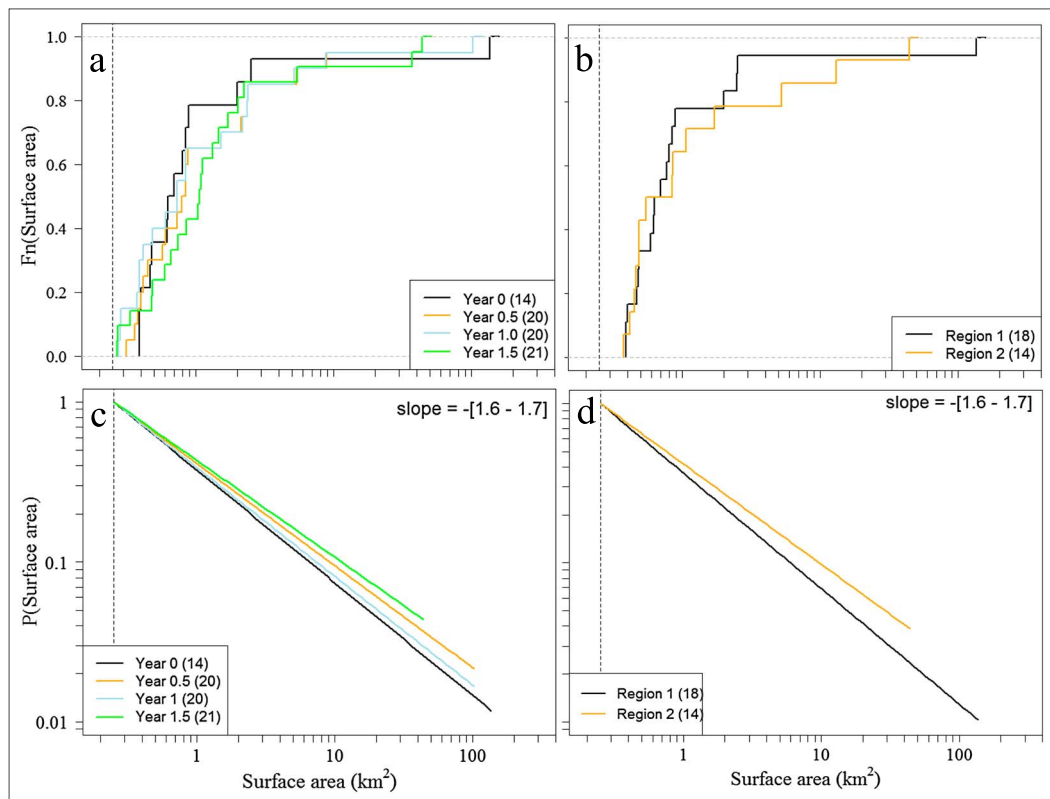 a
b
1.0
0.8
0.6
0.4
0.2
0.0
Fn(Surface area)
Year 0 (14)
Year 0.5 (20)
Year 1.0 (20)
Year 1.5 (21)
Region 1 (18)
Region 2 (14)
c
slope = -[1.6 - 1.7]
d
slope = -[1.6 - 1.7]
1
0.1
0.01
P(Surface area)
Year 0 (14)
Year 0.5 (20)
Year 1 (20)
Year 1.5 (21)
Region 1 (18)
Region 2 (14)
1 10 100
1 10 100
Surface area (km²)
Surface area (km²)